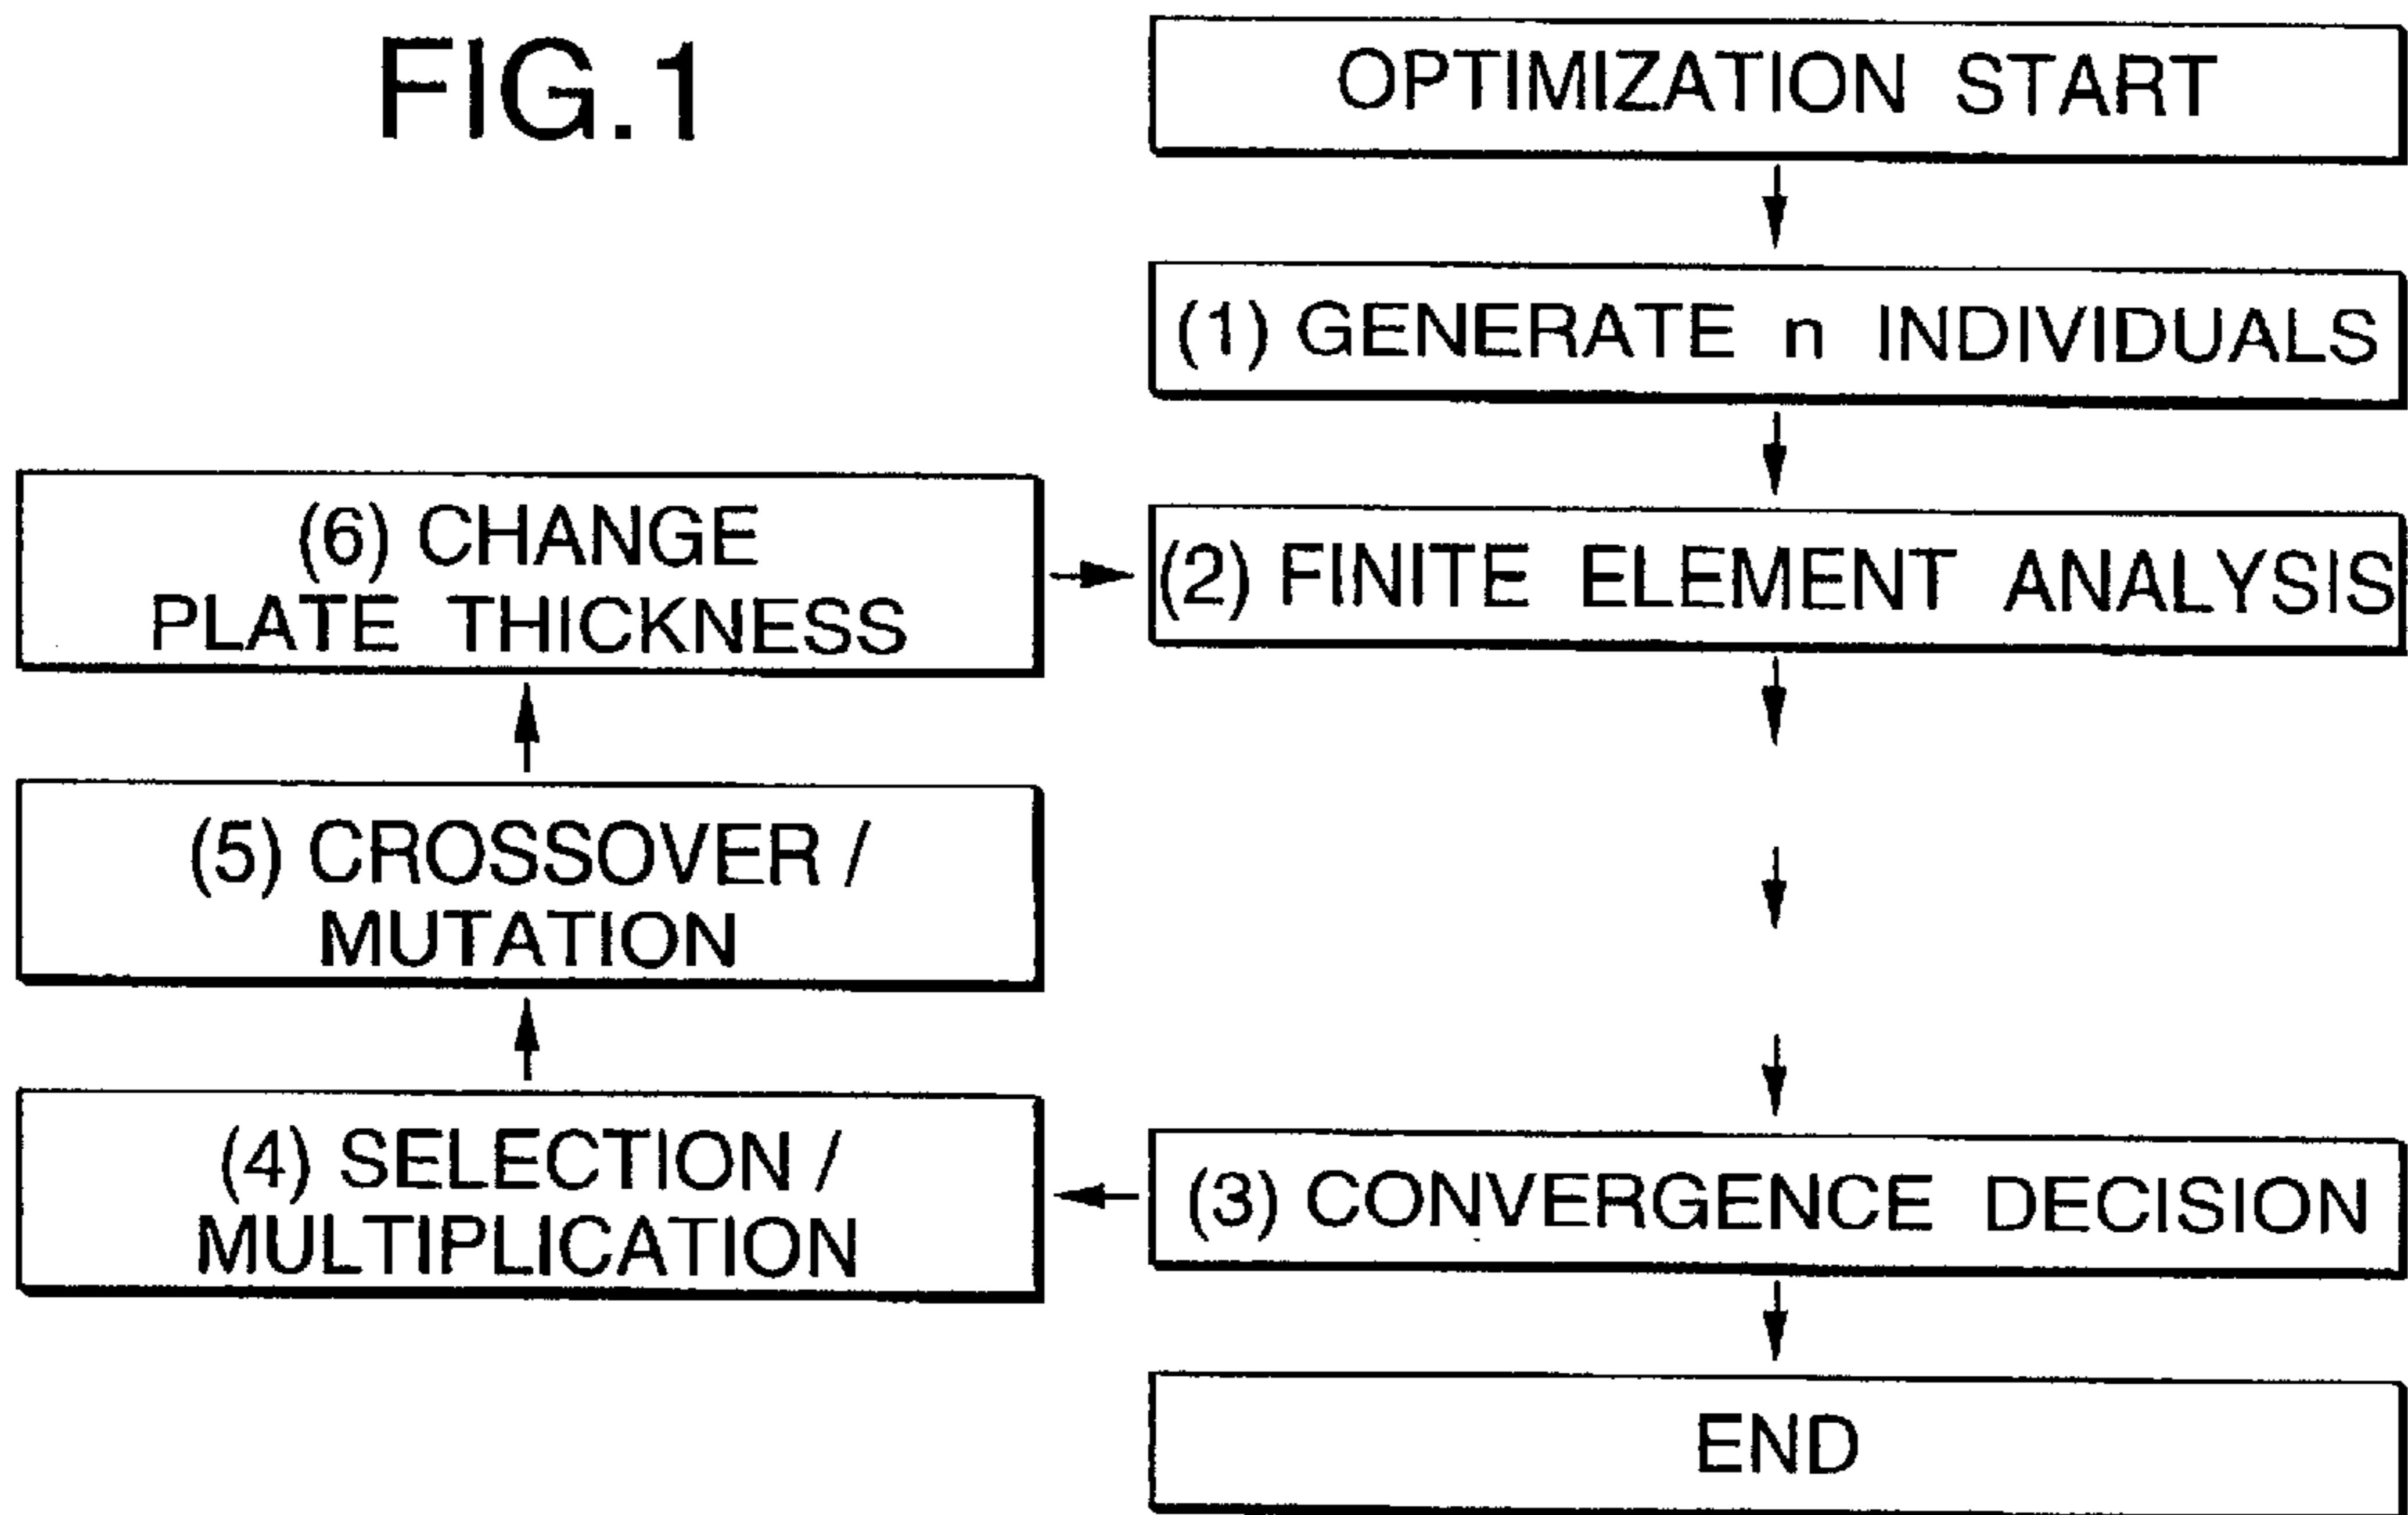 FIG.1
OPTIMIZATION START
(1) GENERATE n INDIVIDUALS
(2) FINITE ELEMENT ANALYSIS
(3) CONVERGENCE DECISION
(4) SELECTION /
MULTIPLICATION
(5) CROSSOVER /
MUTATION
(6) CHANGE
PLATE THICKNESS
END